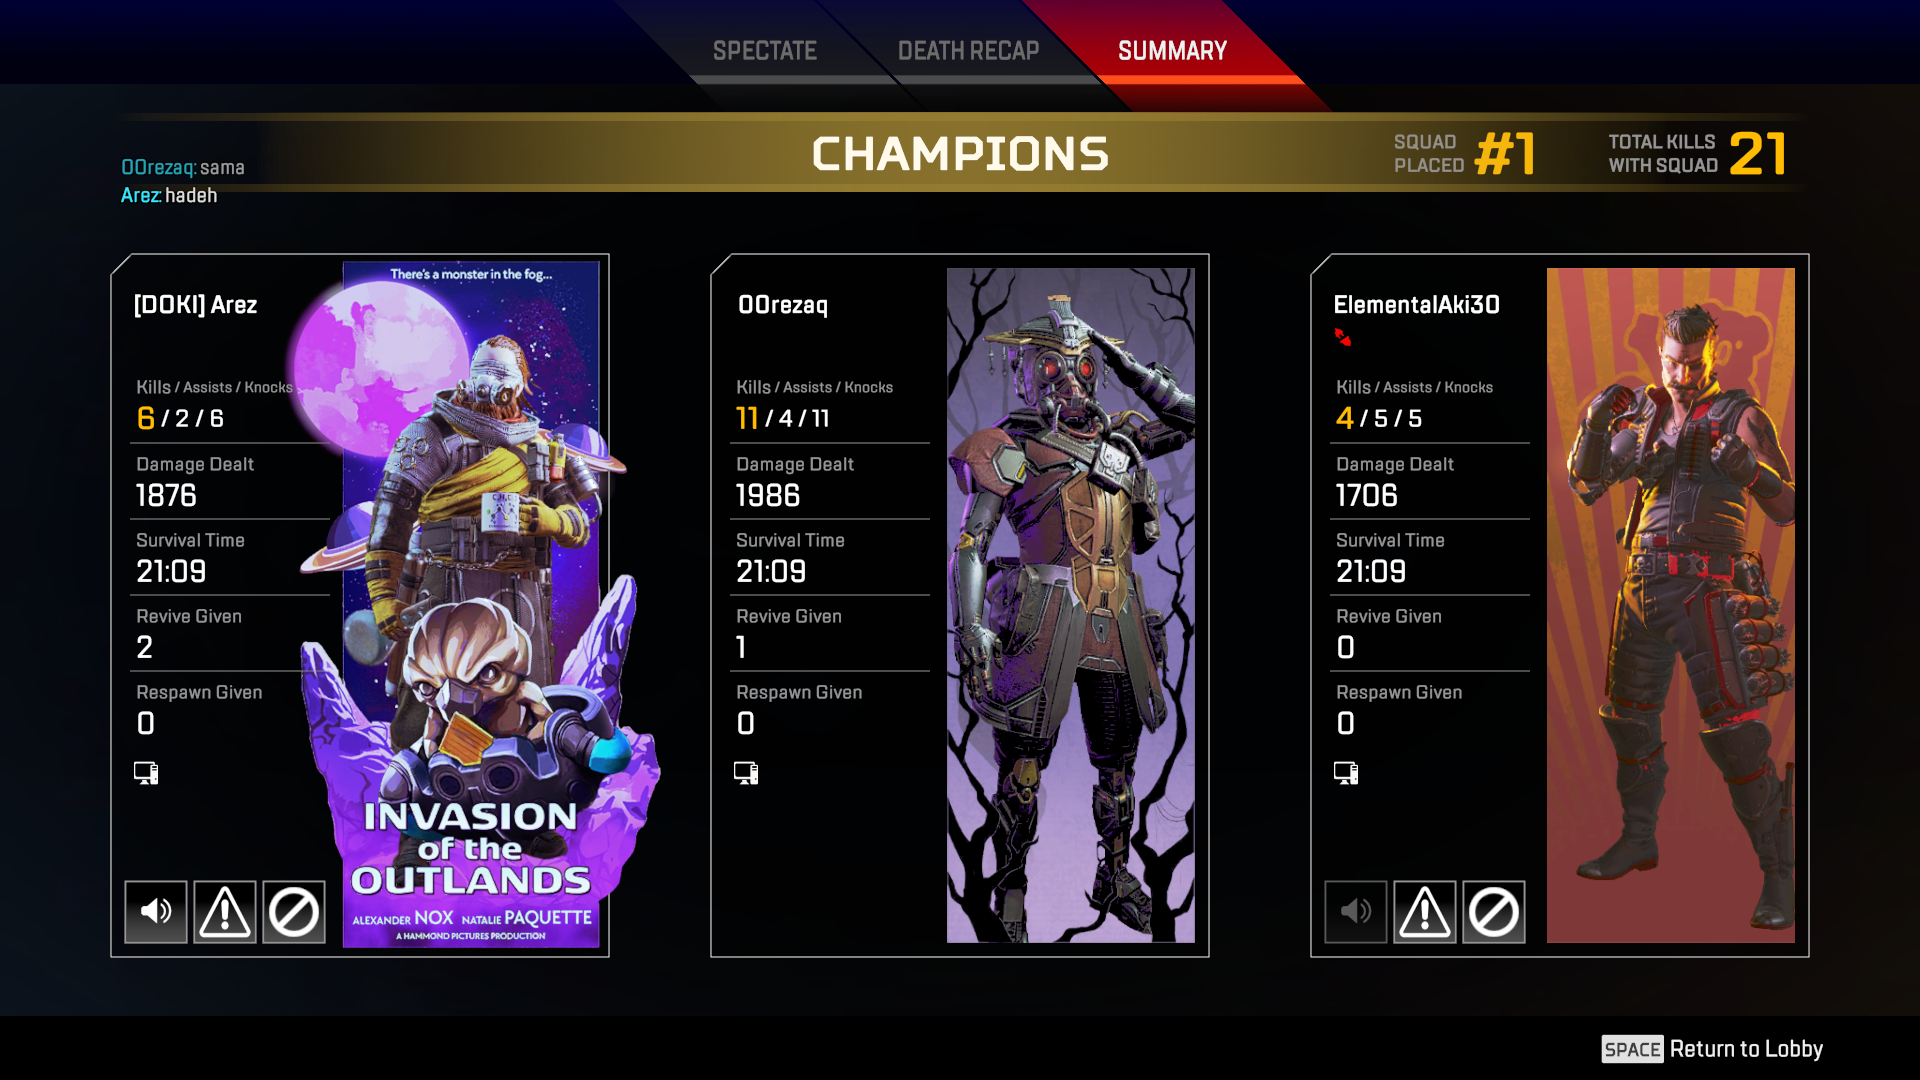 SPECTATE
DEATH RECAP
SUMMARY
CHAMPIONS
SQUAD PLACED #1
TOTAL KILLS WITH SQUAD 21
00rezaq: sama
Arez: hadeh
[DOKI] Arez
Kills / Assists / Knocks
6 / 2 / 6
Damage Dealt
1876
Survival Time
21:09
Revive Given
2
Respawn Given
0
There's a monster in the fog...
INVASION
of the
OUTLANDS
ALEXANDER NOX NATALIE PAQUETTE
A HAMMOND PICTURES PRODUCTION
00rezaq
Kills / Assists / Knocks
11 / 4 / 11
Damage Dealt
1986
Survival Time
21:09
Revive Given
1
Respawn Given
0
ElementalAki30
Kills / Assists / Knocks
4 / 5 / 5
Damage Dealt
1706
Survival Time
21:09
Revive Given
0
Respawn Given
0
SPACE Return to Lobby